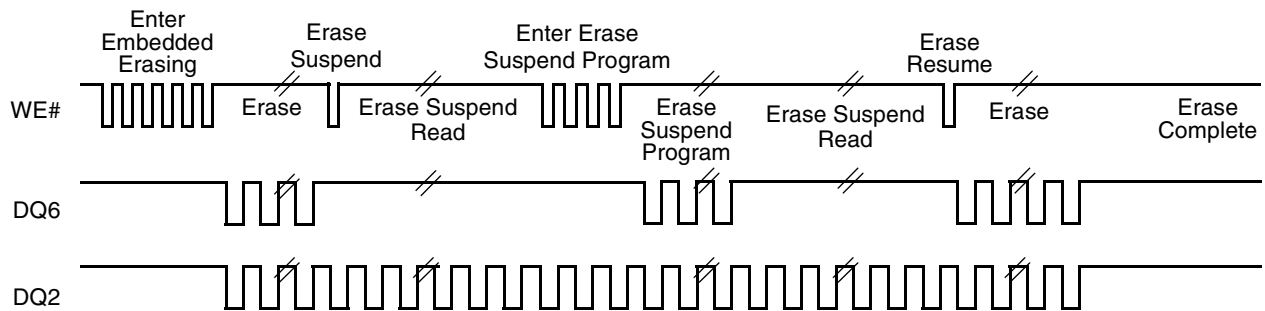 Enter
Embedded
Erasing
Erase
Suspend
Enter Erase
Suspend Program
Erase
Resume
WE#
Erase
Erase Suspend
Read
Erase
Suspend
Program
Erase Suspend
Read
Erase
Erase
Complete
DQ6
DQ2